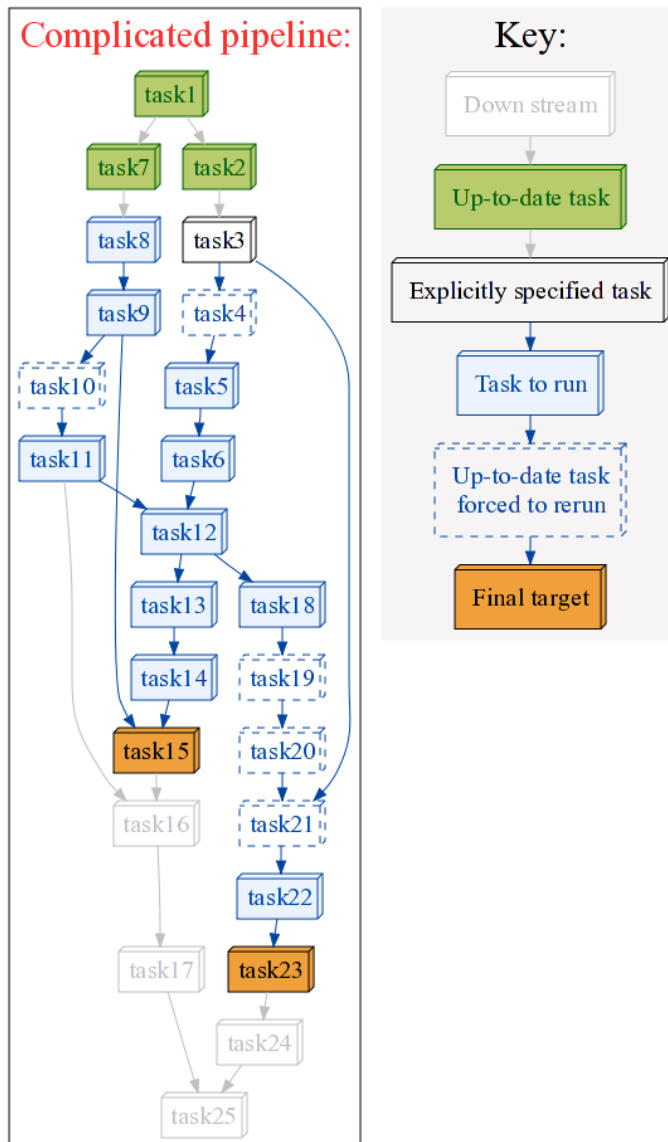 Complicated pipeline:
task1
task7
task2
task8
task3
task9
task4
task10
task5
task11
task6
task12
task13
task18
task14
task19
task15
task20
task16
task21
task22
task17
task23
task24
task25
Key:
Down stream
Up-to-date task
Explicitly specified task
Task to run
Up-to-date task
forced to rerun
Final target